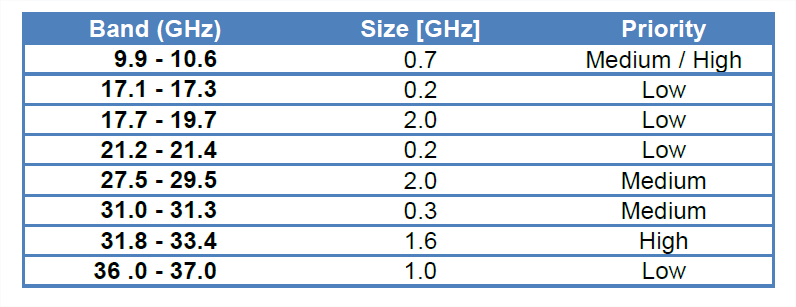 Band (GHz) Size [GHz] Priority
9.9 - 10.6 0.7 Medium / High
17.1 - 17.3 0.2 Low
17.7 - 19.7 2.0 Low
21.2 - 21.4 0.2 Low
27.5 - 29.5 2.0 Medium
31.0 - 31.3 0.3 Medium
31.8 - 33.4 1.6 High
36 .0 - 37.0 1.0 Low